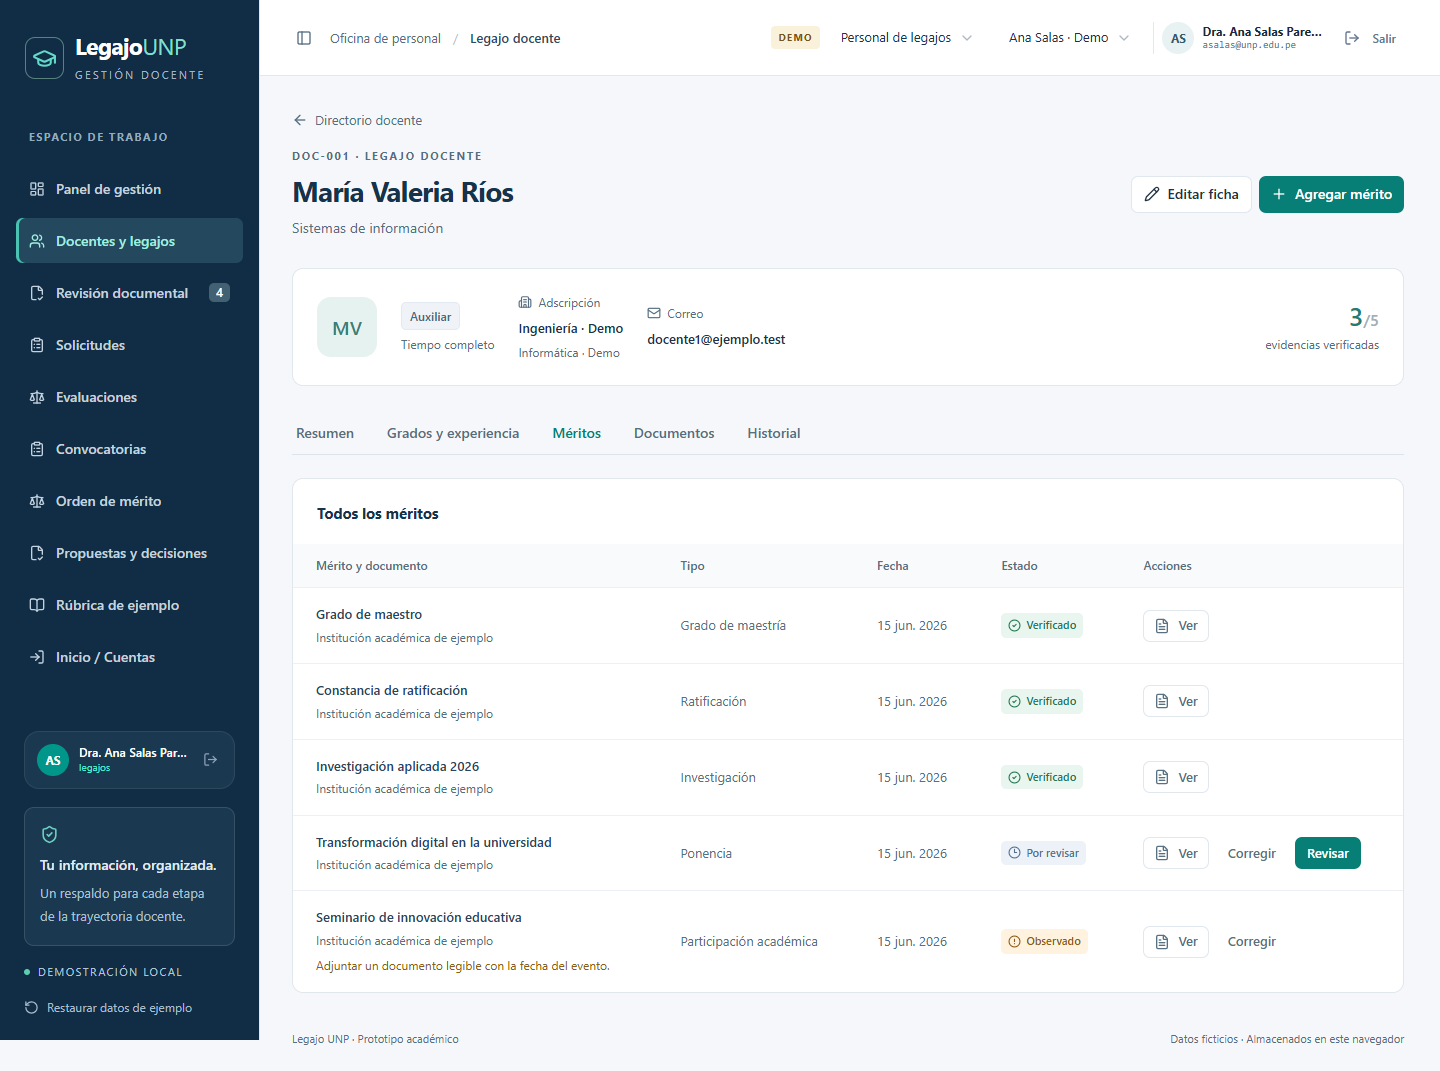 LegajoUNP
GESTIÓN DOCENTE
ESPACIO DE TRABAJO
Panel de gestión
Docentes y legajos
Revisión documental 4
Solicitudes
Evaluaciones
Convocatorias
Orden de mérito
Propuestas y decisiones
Rúbrica de ejemplo
Inicio / Cuentas
AS
Dra. Ana Salas Par...
legajos
Tu información, organizada.
Un respaldo para cada etapa
de la trayectoria docente.
DEMOSTRACIÓN LOCAL
Restaurar datos de ejemplo
Oficina de personal / Legajo docente
DEMO
Personal de legajos
Ana Salas · Demo
AS
Dra. Ana Salas Pare...
asalas@unp.edu.pe
Salir
Directorio docente
DOC-001 · LEGAJO DOCENTE
María Valeria Ríos
Sistemas de información
Editar ficha
Agregar mérito
MV
Auxiliar
Tiempo completo
Adscripción
Ingeniería · Demo
Informática · Demo
Correo
docente1@ejemplo.test
3/5
evidencias verificadas
Resumen Grados y experiencia Méritos Documentos Historial
Todos los méritos
Mérito y documento Tipo Fecha Estado Acciones
Grado de maestro
Institución académica de ejemplo
Grado de maestría 15 jun. 2026 Verificado Ver
Constancia de ratificación
Institución académica de ejemplo
Ratificación 15 jun. 2026 Verificado Ver
Investigación aplicada 2026
Institución académica de ejemplo
Investigación 15 jun. 2026 Verificado Ver
Transformación digital en la universidad
Institución académica de ejemplo
Ponencia 15 jun. 2026 Por revisar Ver Corregir Revisar
Seminario de innovación educativa
Institución académica de ejemplo
Adjuntar un documento legible con la fecha del evento.
Participación académica 15 jun. 2026 Observado Ver Corregir
Legajo UNP · Prototipo académico
Datos ficticios · Almacenados en este navegador